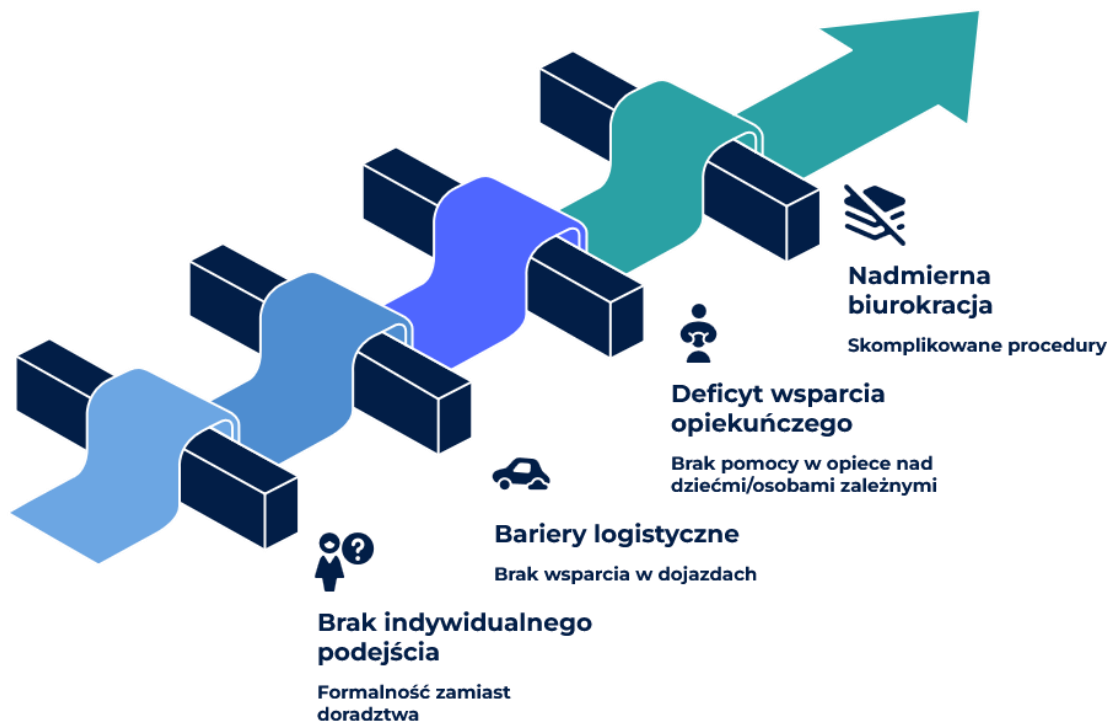 Nadmierna
biurokracja
Skomplikowane procedury
Deficyt wsparcia
opiekuńczego
Brak pomocy w opiece nad
dziećmi/osobami zależnymi
Bariery logistyczne
Brak wsparcia w dojazdach
?
Brak indywidualnego
podejścia
Formalność zamiast
doradztwa